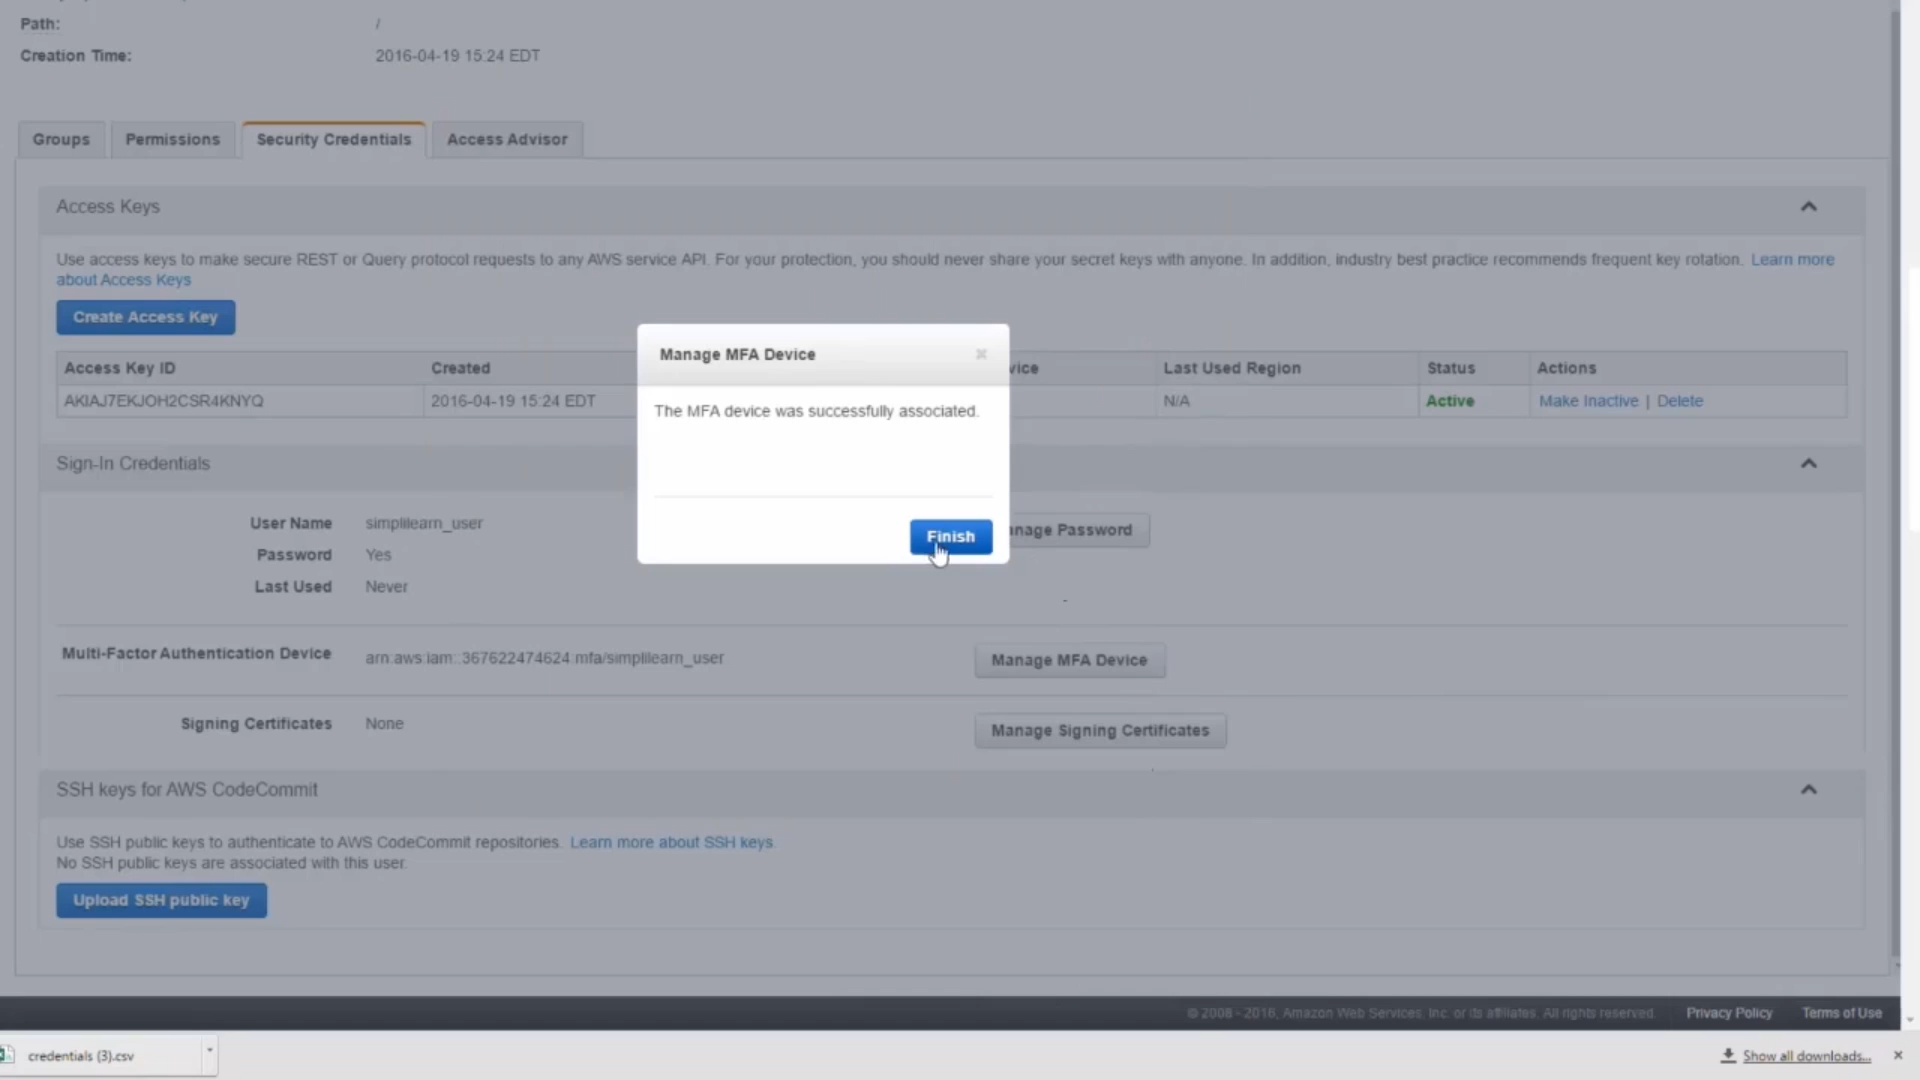 Path: /
Creation Time: 2016-04-19 15:24 EDT
Groups Permissions Security Credentials Access Advisor
Access Keys
Use access keys to make secure REST or Query protocol requests to any AWS service API. For your protection, you should never share your secret keys with anyone. In addition, industry best practice recommends frequent key rotation. Learn more
about Access Keys
Create Access Key
Manage MFA Device ×
Access Key ID Created vice Last Used Region Status Actions
AKIAJ7EKJOH2CSR4KNYQ 2016-04-19 15:24 EDT N/A Active Make Inactive | Delete
The MFA device was successfully associated.
Sign-In Credentials
User Name simplilearn_user
Finish
anage Password
Password Yes
Last Used Never
Multi-Factor Authentication Device arn:aws:iam::367622474624:mfa/simplilearn_user Manage MFA Device
Signing Certificates None Manage Signing Certificates
SSH keys for AWS CodeCommit
Use SSH public keys to authenticate to AWS CodeCommit repositories. Learn more about SSH keys.
No SSH public keys are associated with this user.
Upload SSH public key
© 2008 - 2016, Amazon Web Services, Inc. or its affiliates. All rights reserved. Privacy Policy Terms of Use
credentials (3).csv Show all downloads... ×